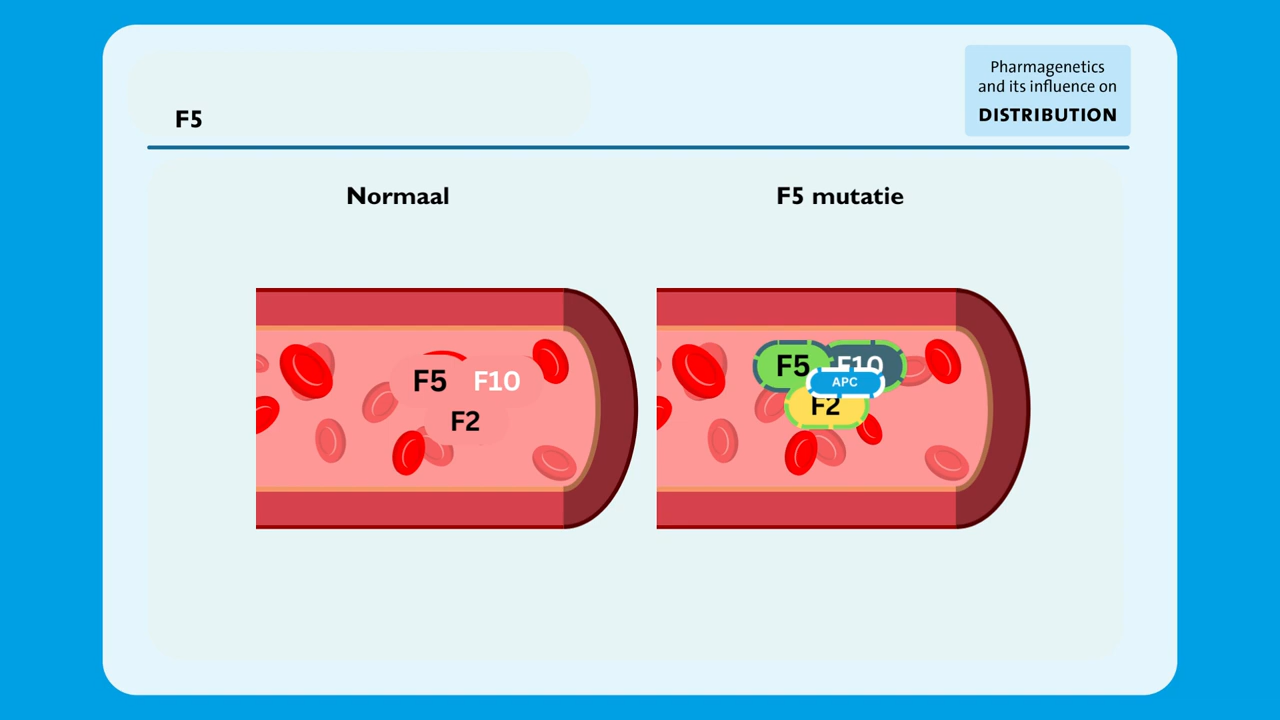 F5
Pharmagenetics
and its influence on
DISTRIBUTION
Normaal
F5 mutatie
F5 F10
F2
F5 F10
APC
F2